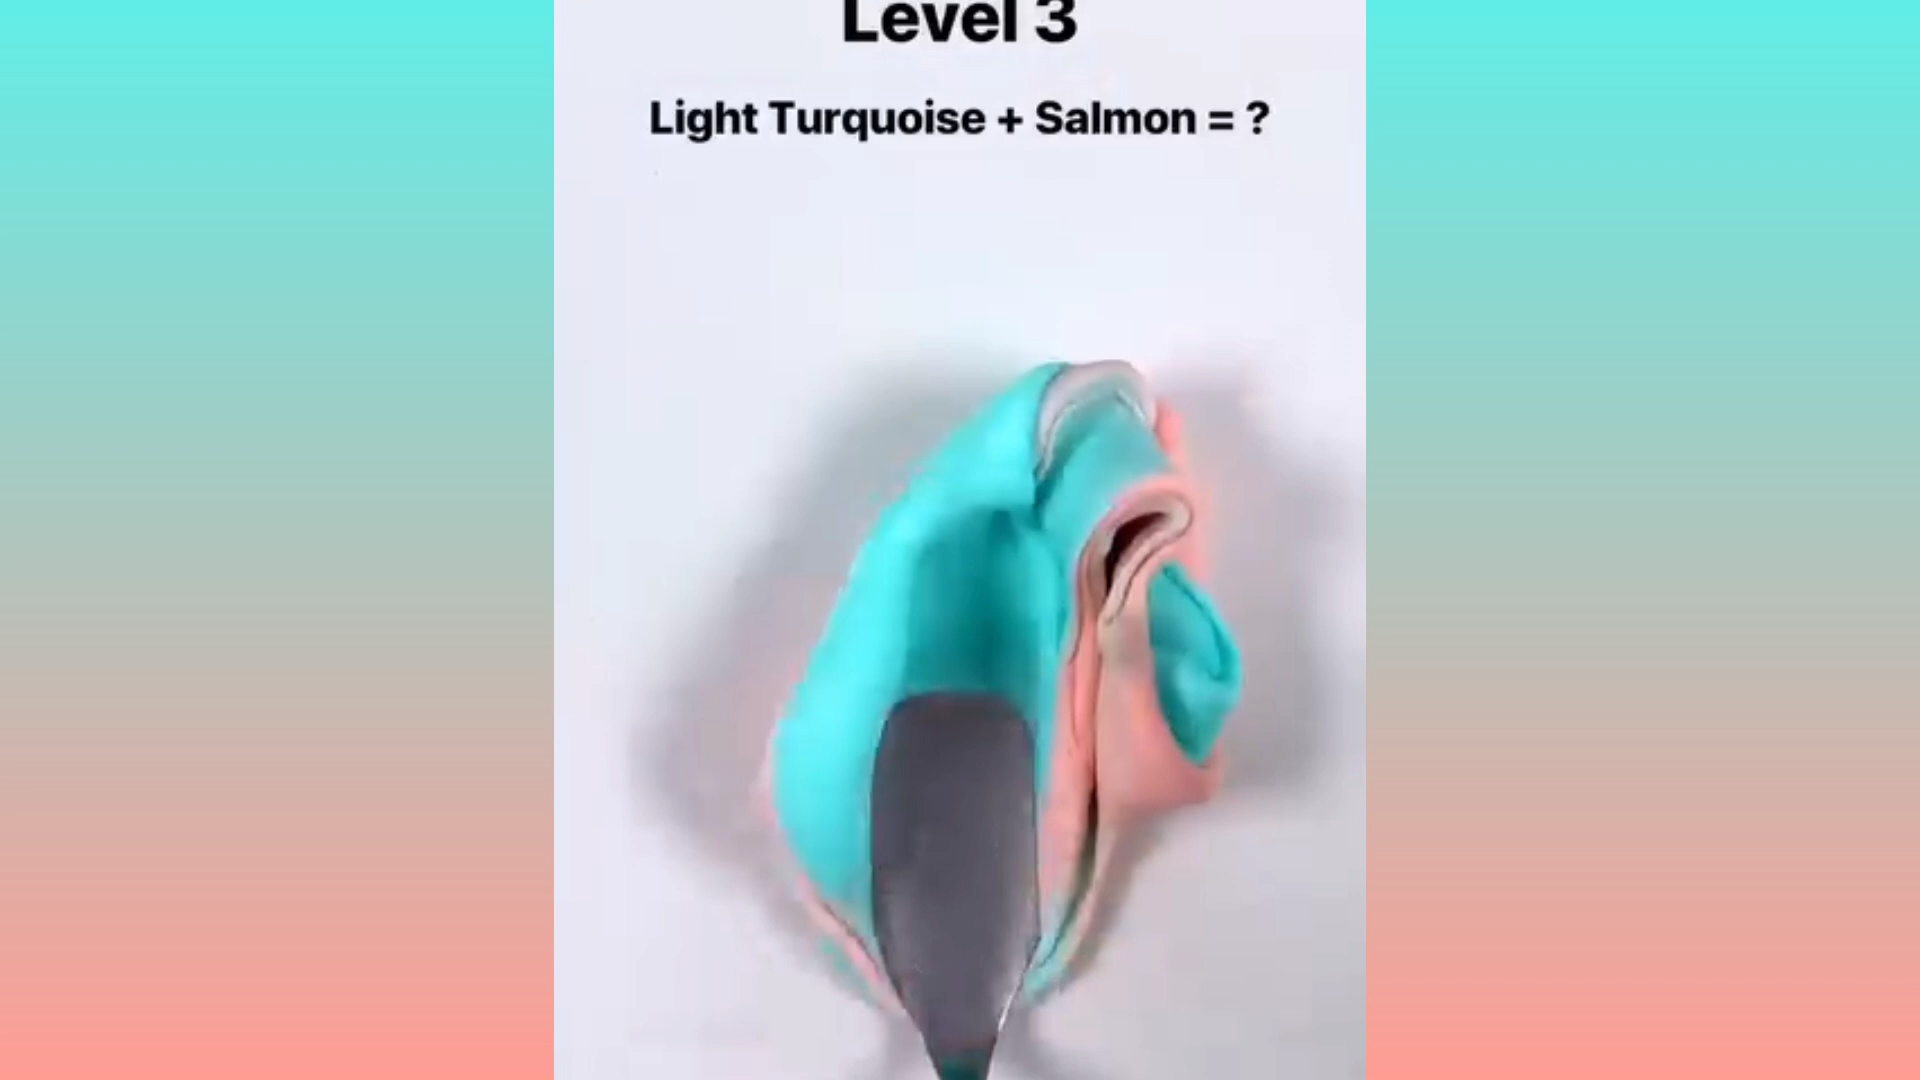 Level 3
Light Turquoise + Salmon = ?